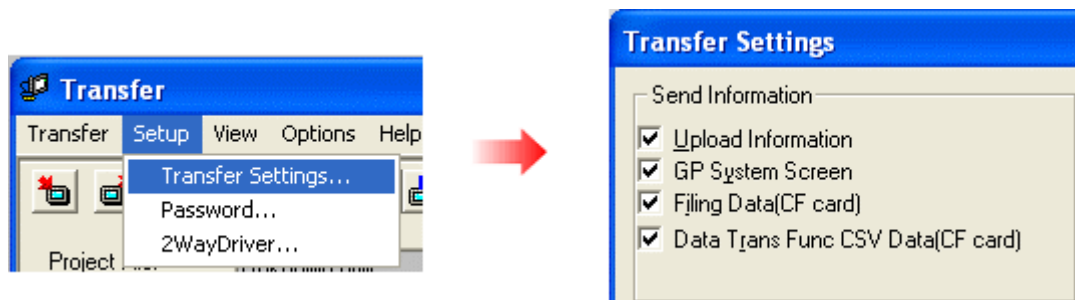 Transfer
Transfer Setup View Options Help
Transfer Settings...
Password...
2WayDriver...
Project
Transfer Settings
Send Information
Upload Information
GP System Screen
Filing Data(CF card)
Data Trans Func CSV Data(CF card)